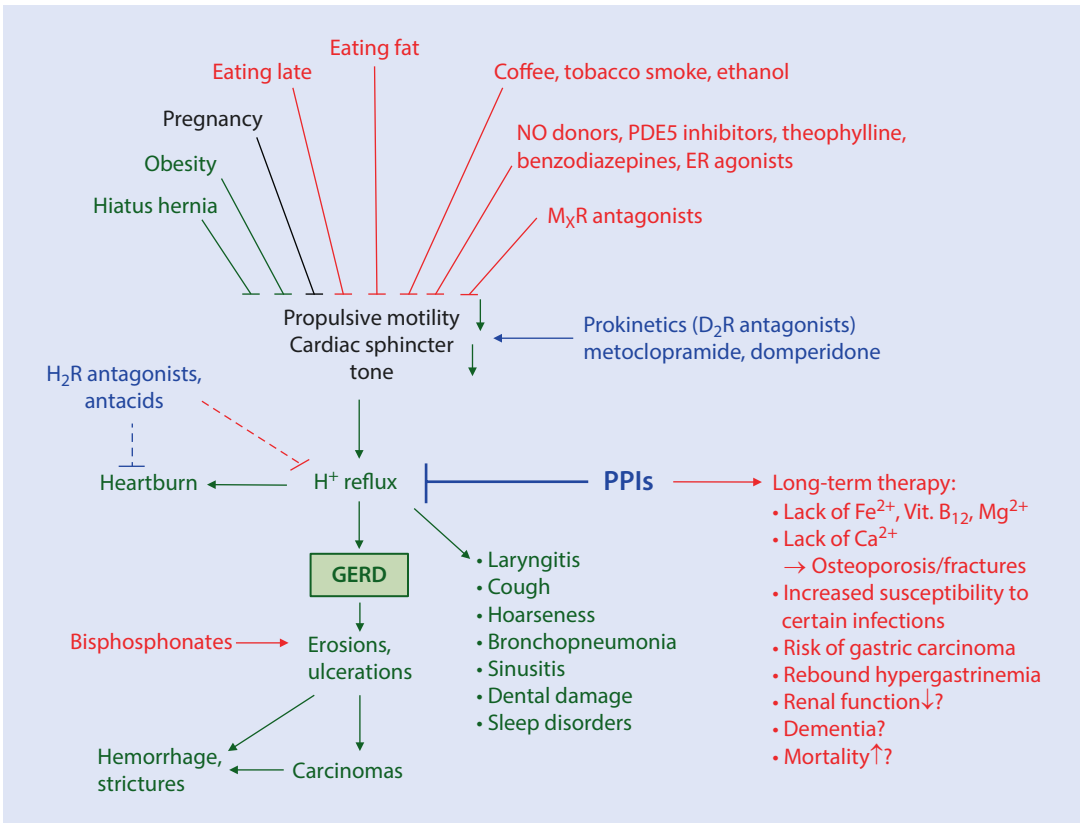 Eating fat
Eating late
Coffee, tobacco smoke, ethanol
Pregnancy
NO donors, PDE5 inhibitors, theophylline,
benzodiazepines, ER agonists
Obesity
Hiatus hernia
MXR antagonists
Propulsive motility
Cardiac sphincter
tone
Prokinetics (D2R antagonists)
metoclopramide, domperidone
H2R antagonists,
antacids
Heartburn
H+ reflux
PPIs
Long-term therapy:
• Lack of Fe2+, Vit. B12, Mg2+
• Lack of Ca2+
→ Osteoporosis/fractures
• Increased susceptibility to
certain infections
• Risk of gastric carcinoma
• Rebound hypergastrinemia
• Renal function↓?
• Dementia?
• Mortality↑?
GERD
• Laryngitis
• Cough
• Hoarseness
• Bronchopneumonia
• Sinusitis
• Dental damage
• Sleep disorders
Bisphosphonates
Erosions,
ulcerations
Hemorrhage,
strictures
Carcinomas